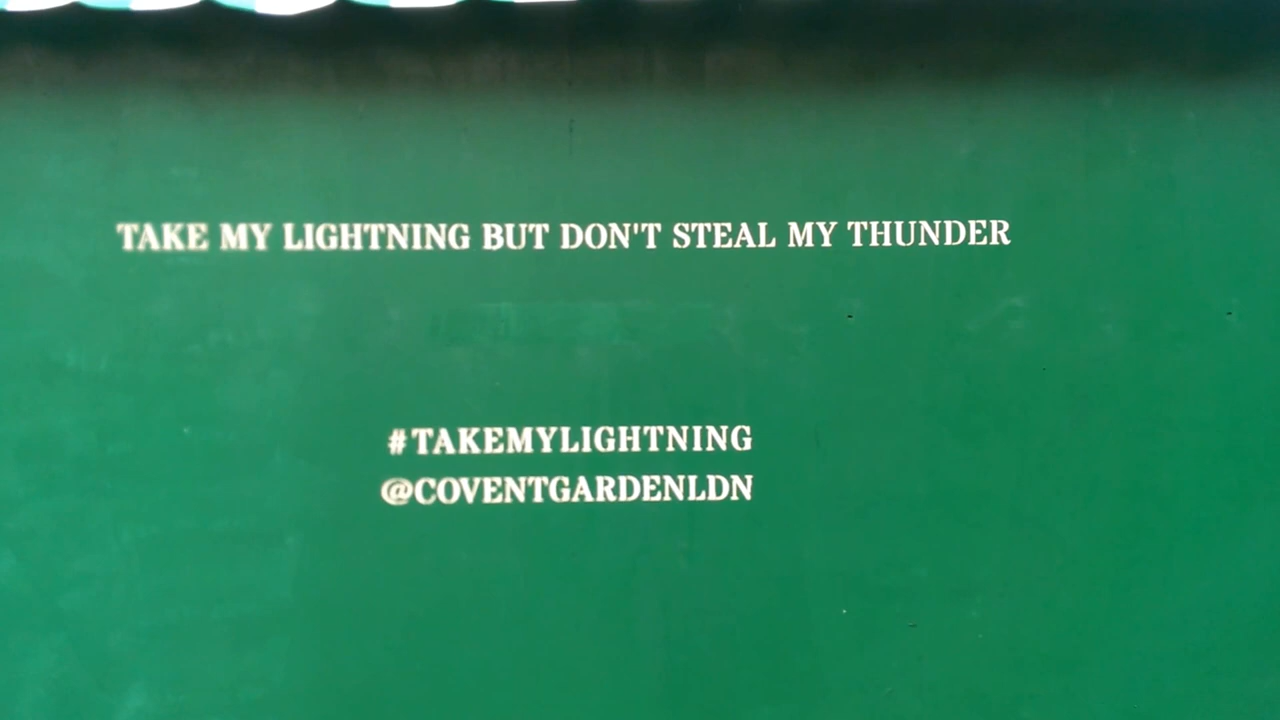 TAKE MY LIGHTNING BUT DON'T STEAL MY THUNDER
#TAKEMYLIGHTNING
@COVENTGARDENLDN